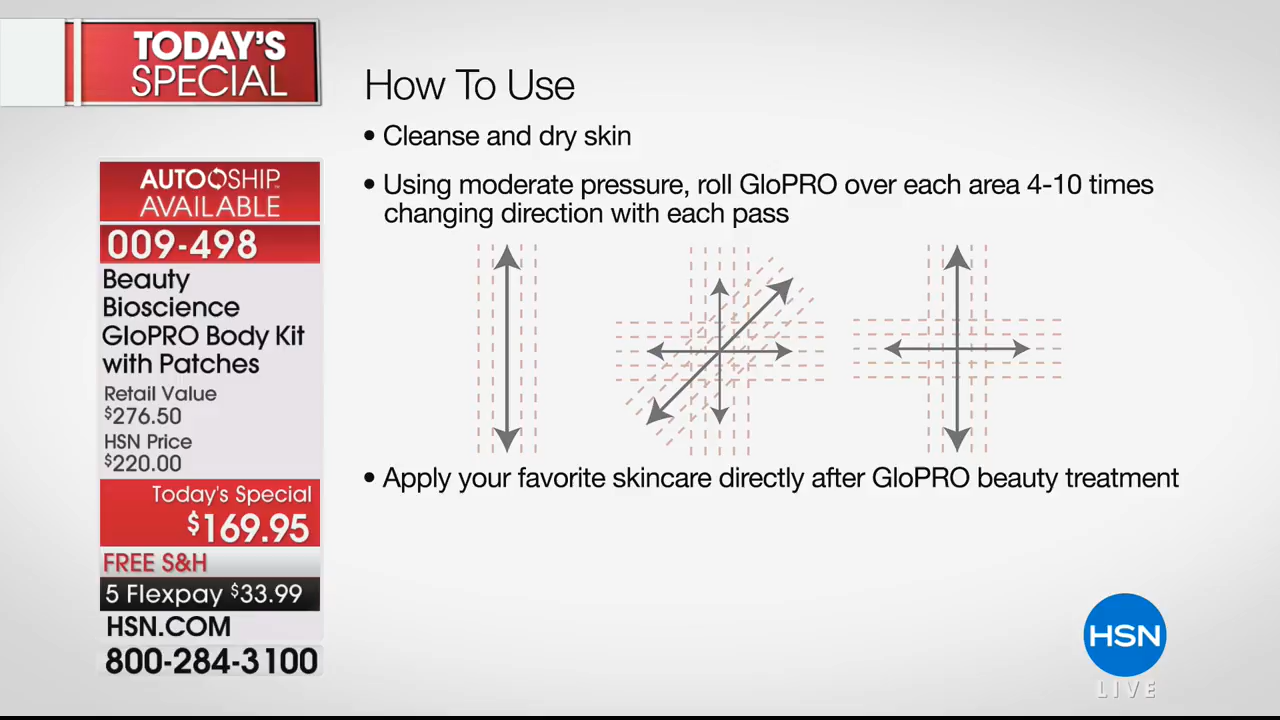 TODAY'S
SPECIAL
AUTO SHIP™
AVAILABLE
009-498
Beauty
Bioscience
GloPRO Body Kit
with Patches
Retail Value
$276.50
HSN Price
$220.00
Today's Special
$169.95
FREE S&H
5 Flexpay $33.99
HSN.COM
800-284-3100
How To Use
• Cleanse and dry skin
• Using moderate pressure, roll GloPRO over each area 4-10 times
changing direction with each pass
• Apply your favorite skincare directly after GloPRO beauty treatment
HSN
LIVE